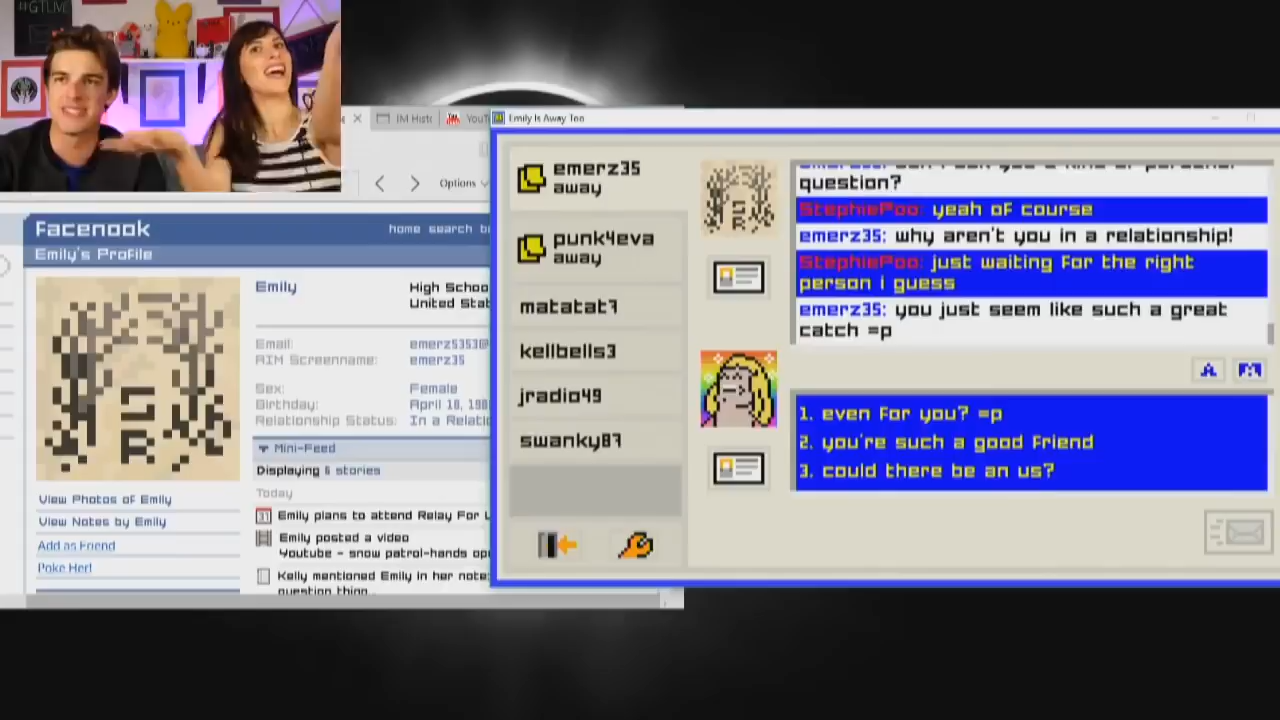 #GTLIVE
IM Hist
YouT
Emily Is Away Too
Options
Facenook
home search
Emily's Profile
Emily
High Schoo
United Stat
Email: emerz5353@
AIM Screenname: emerz35
Sex: Female
Birthday: April 18, 198
Relationship Status: In a Relatio
Mini-Feed
Displaying 6 stories
Today
Emily plans to attend Relay For L
Emily posted a video
Youtube - snow patrol-hands ope
Kelly mentioned Emily in her note:
question thing
View Photos of Emily
View Notes by Emily
Add as Friend
Poke Her!
emerz35
away
punk4eva
away
matatat7
kellbells3
jradio49
swanky87
question?
StephiePoo: yeah of course
emerz35: why aren't you in a relationship!
StephiePoo: just waiting for the right
person i guess
emerz35: you just seem like such a great
catch =p
A
1. even for you? =p
2. you're such a good friend
3. could there be an us?